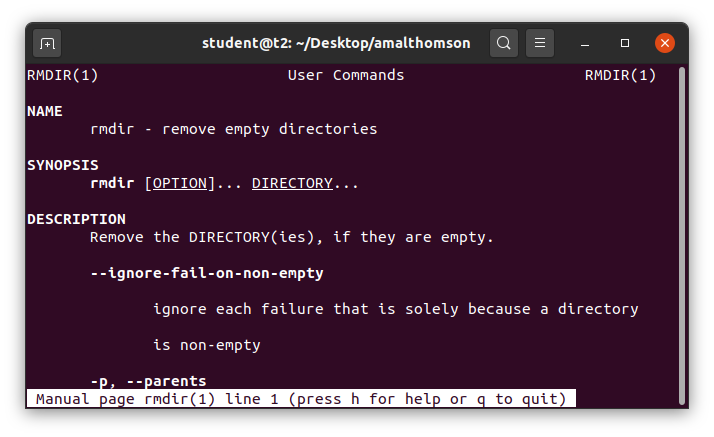 student@t2: ~/Desktop/amalthomson
RMDIR(1) User Commands RMDIR(1)
NAME
rmdir - remove empty directories
SYNOPSIS
rmdir [OPTION]... DIRECTORY...
DESCRIPTION
Remove the DIRECTORY(ies), if they are empty.
--ignore-fail-on-non-empty
ignore each failure that is solely because a directory
is non-empty
-p, --parents
Manual page rmdir(1) line 1 (press h for help or q to quit)